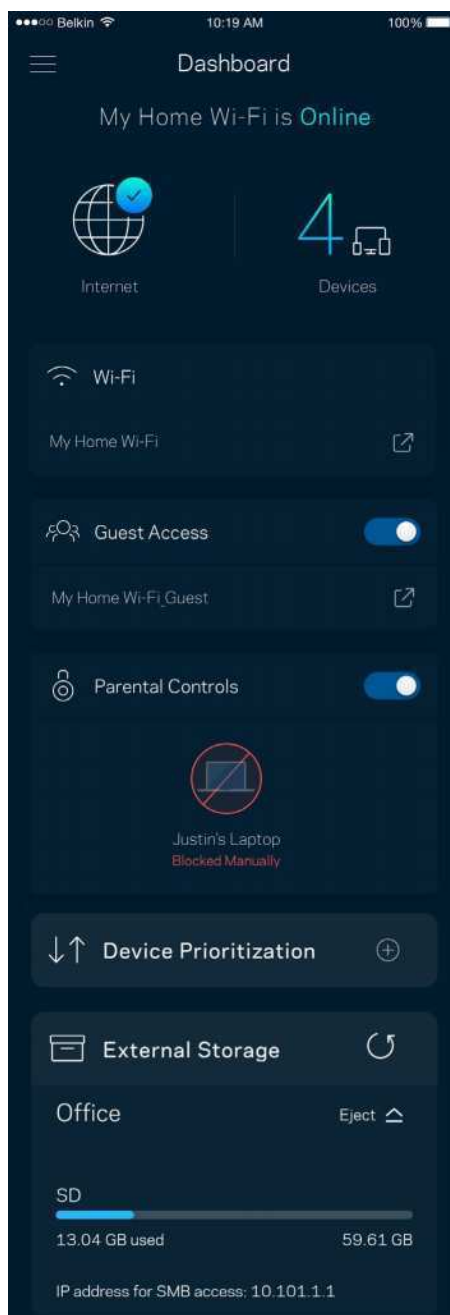 Belkin 10:19 AM 100%
Dashboard
My Home Wi-Fi is Online
4
Internet Devices
Wi-Fi
My Home Wi-Fi
Guest Access
My Home Wi-Fi_Guest
Parental Controls
Justin's Laptop
Blocked Manually
Device Prioritization
External Storage
Office Eject
SD
13.04 GB used 59.61 GB
IP address for SMB access: 10.101.1.1